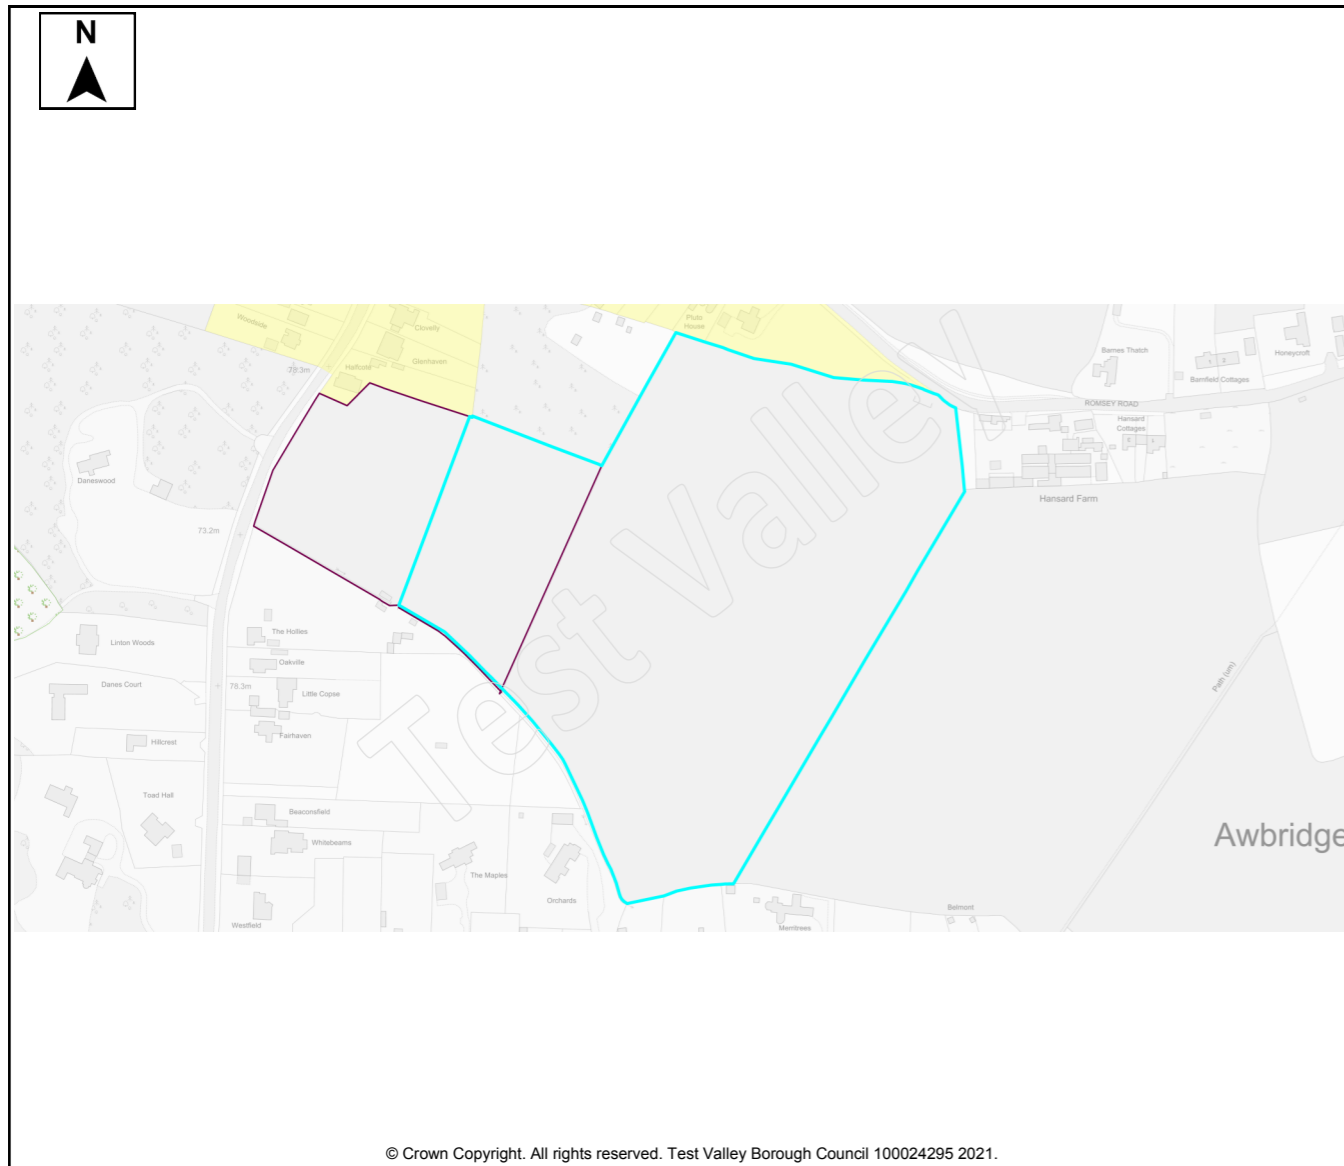 N
Pluto
House
Woodside
Clovelly
Glenhaven
78.3m
Barnes Thatch
Honeycroft
1 2
Barnfield Cottages
ROMSEY ROAD
Hansard
Cottages
Daneswood
Hansard Farm
73.2m
Test Valley
The Hollies
Linton Woods
Oakville
Danes Court
78.3m
Little Copse
Path (um)
Fairhaven
Hillcrest
Toad Hall
Beaconsfield
Whitebeams
Awbridge
The Maples
Orchards
Belmont
Westfield
Merritrees
© Crown Copyright. All rights reserved. Test Valley Borough Council 100024295 2021.